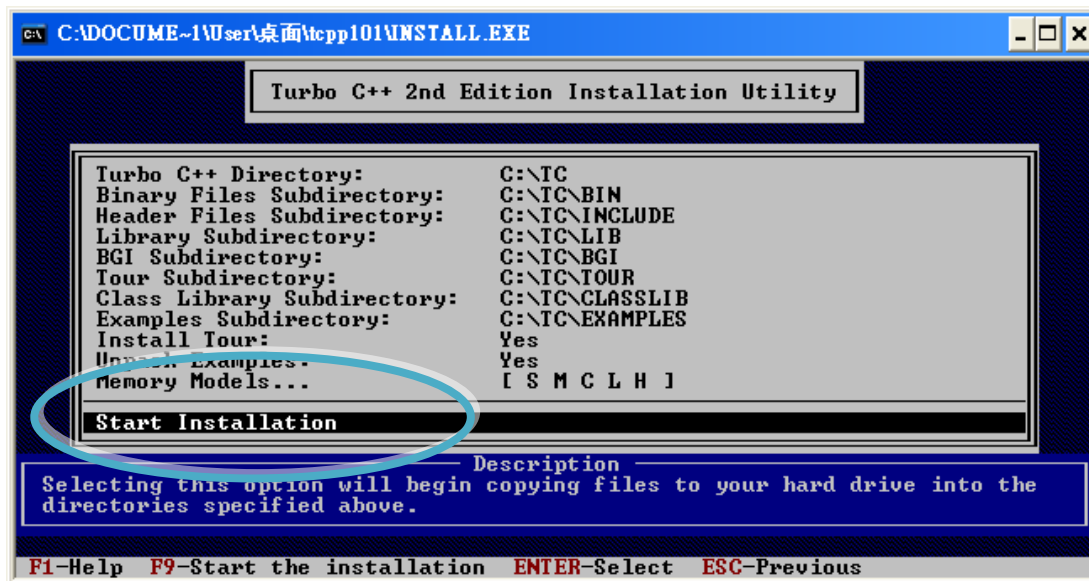 C:\DOCUME~1\User\桌面\tcpp101\INSTALL.EXE
Turbo C++ 2nd Edition Installation Utility
Turbo C++ Directory: C:\TC
Binary Files Subdirectory: C:\TC\BIN
Header Files Subdirectory: C:\TC\INCLUDE
Library Subdirectory: C:\TC\LIB
BGI Subdirectory: C:\TC\BGI
Tour Subdirectory: C:\TC\TOUR
Class Library Subdirectory: C:\TC\CLASSLIB
Examples Subdirectory: C:\TC\EXAMPLES
Install Tour: Yes
Unpack Examples: Yes
Memory Models... [ S M C L H ]
Start Installation
Description
Selecting this option will begin copying files to your hard drive into the
directories specified above.
F1-Help F9-Start the installation ENTER-Select ESC-Previous